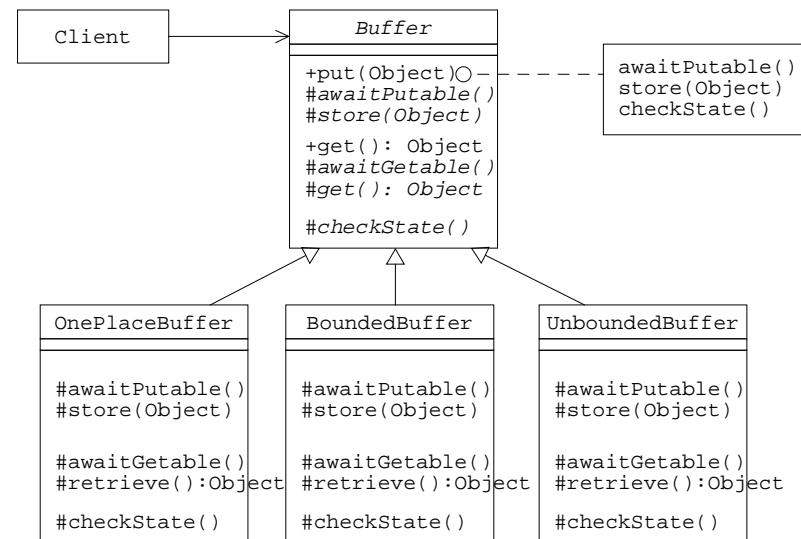 Client
Buffer
+put(Object)
#awaitPutable()
#store(Object)
+get(): Object
#awaitGetable()
#get(): Object
#checkState()
awaitPutable()
store(Object)
checkState()
OnePlaceBuffer
#awaitPutable()
#store(Object)
#awaitGetable()
#retrieve():Object
#checkState()
BoundedBuffer
#awaitPutable()
#store(Object)
#awaitGetable()
#retrieve():Object
#checkState()
UnboundedBuffer
#awaitPutable()
#store(Object)
#awaitGetable()
#retrieve():Object
#checkState()